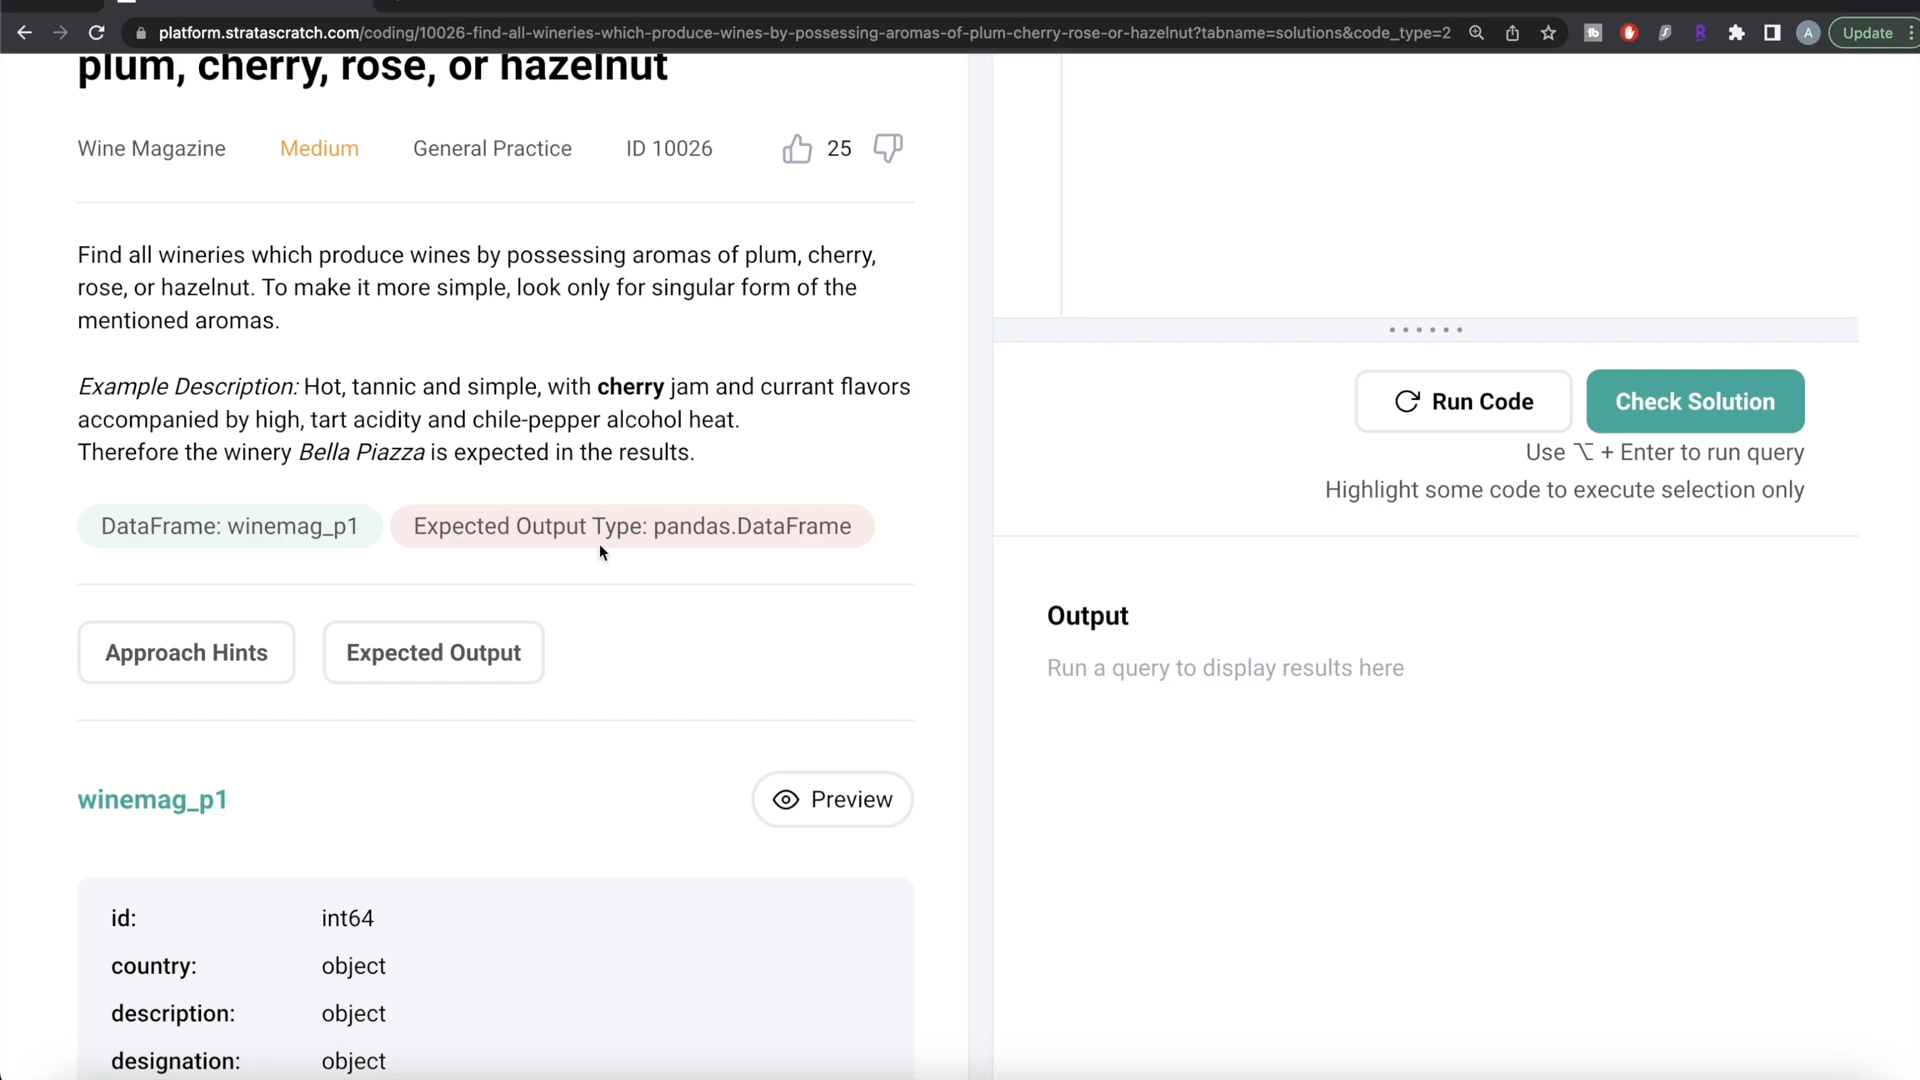 platform.stratascratch.com/coding/10026-find-all-wineries-which-produce-wines-by-possessing-aromas-of-plum-cherry-rose-or-hazelnut?tabname=solutions&code_type=2
tb
R
A
Update
plum, cherry, rose, or hazelnut
Wine Magazine
Medium
General Practice
ID 10026
25
Find all wineries which produce wines by possessing aromas of plum, cherry,
rose, or hazelnut. To make it more simple, look only for singular form of the
mentioned aromas.
Example Description: Hot, tannic and simple, with cherry jam and currant flavors
accompanied by high, tart acidity and chile-pepper alcohol heat.
Therefore the winery Bella Piazza is expected in the results.
DataFrame: winemag_p1
Expected Output Type: pandas.DataFrame
Approach Hints
Expected Output
winemag_p1
Preview
id: int64
country: object
description: object
designation: object
Run Code
Check Solution
Use ⌥ + Enter to run query
Highlight some code to execute selection only
Output
Run a query to display results here